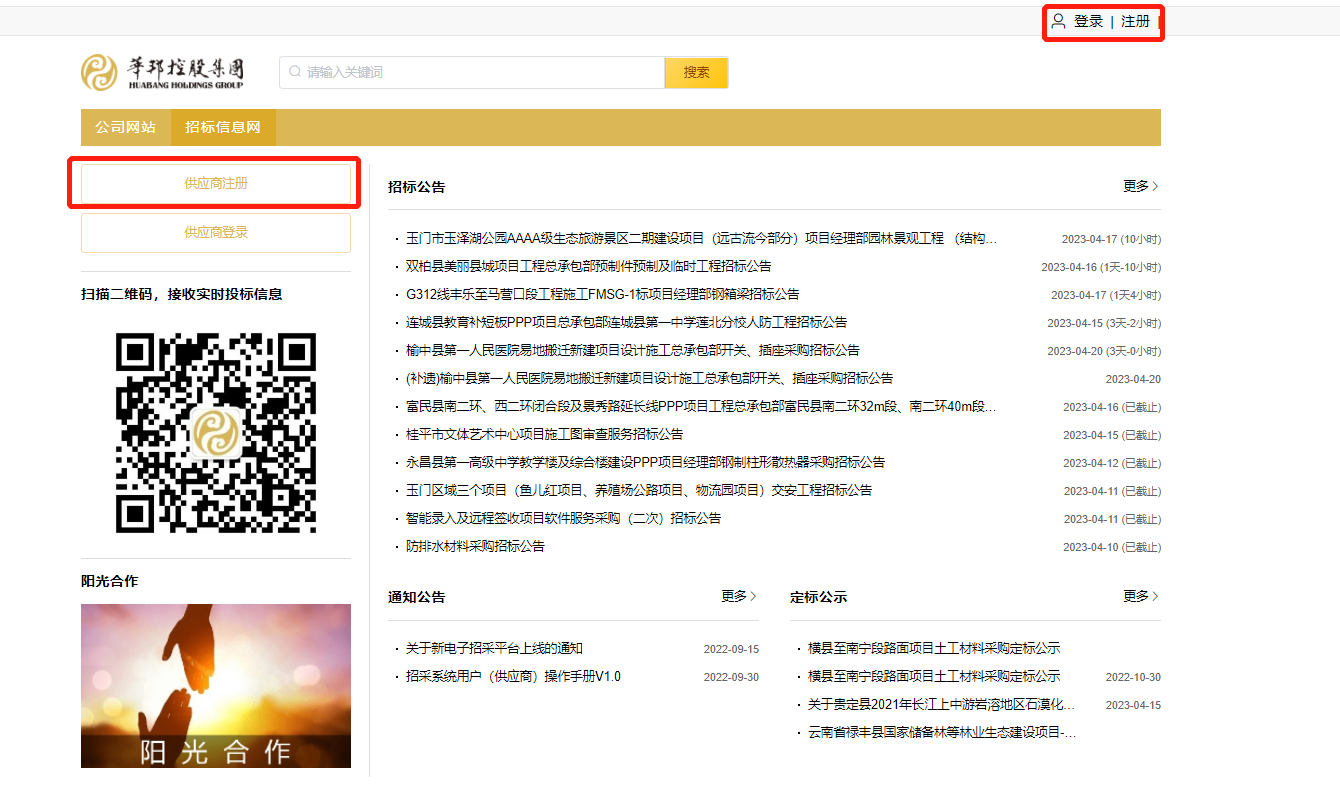 登录 | 注册
華邦控股集團
HUABANG HOLDINGS GROUP
请输入关键词
搜索
公司网站
招标信息网
供应商注册
供应商登录
扫描二维码，接收实时投标信息
阳光合作
阳光合作
招标公告
更多
玉门市玉泽湖公园AAAA级生态旅游景区二期建设项目（远古流今部分）项目经理部园林景观工程 （结构…
2023-04-17 (10小时)
双柏县美丽县城项目工程总承包部预制件预制及临时工程招标公告
2023-04-16 (1天-10小时)
G312线丰乐至马营口段工程施工FMSG-1标项目经理部钢箱梁招标公告
2023-04-17 (1天4小时)
连城县教育补短板PPP项目总承包部连城县第一中学莲北分校人防工程招标公告
2023-04-15 (3天-2小时)
榆中县第一人民医院易地搬迁新建项目设计施工总承包部开关、插座采购招标公告
2023-04-20 (3天-0小时)
(补遗)榆中县第一人民医院易地搬迁新建项目设计施工总承包部开关、插座采购招标公告
2023-04-20
富民县南二环、西二环闭合段及景秀路延长线PPP项目工程总承包部富民县南二环32m段、南二环40m段…
2023-04-16 (已截止)
桂平市文体艺术中心项目施工图审查服务招标公告
2023-04-15 (已截止)
永昌县第一高级中学教学楼及综合楼建设PPP项目经理部钢制柱形散热器采购招标公告
2023-04-12 (已截止)
玉门区域三个项目（鱼儿红项目、养殖场公路项目、物流园项目）交安工程招标公告
2023-04-11 (已截止)
智能录入及远程签收项目软件服务采购（二次）招标公告
2023-04-11 (已截止)
防排水材料采购招标公告
2023-04-10 (已截止)
通知公告
更多
关于新电子招采平台上线的通知
2022-09-15
招采系统用户（供应商）操作手册V1.0
2022-09-30
定标公示
更多
横县至南宁段路面项目土工材料采购定标公示
横县至南宁段路面项目土工材料采购定标公示
2022-10-30
关于贵定县2021年长江上中游岩溶地区石漠化…
2023-04-15
云南省禄丰县国家储备林等林业生态建设项目-…